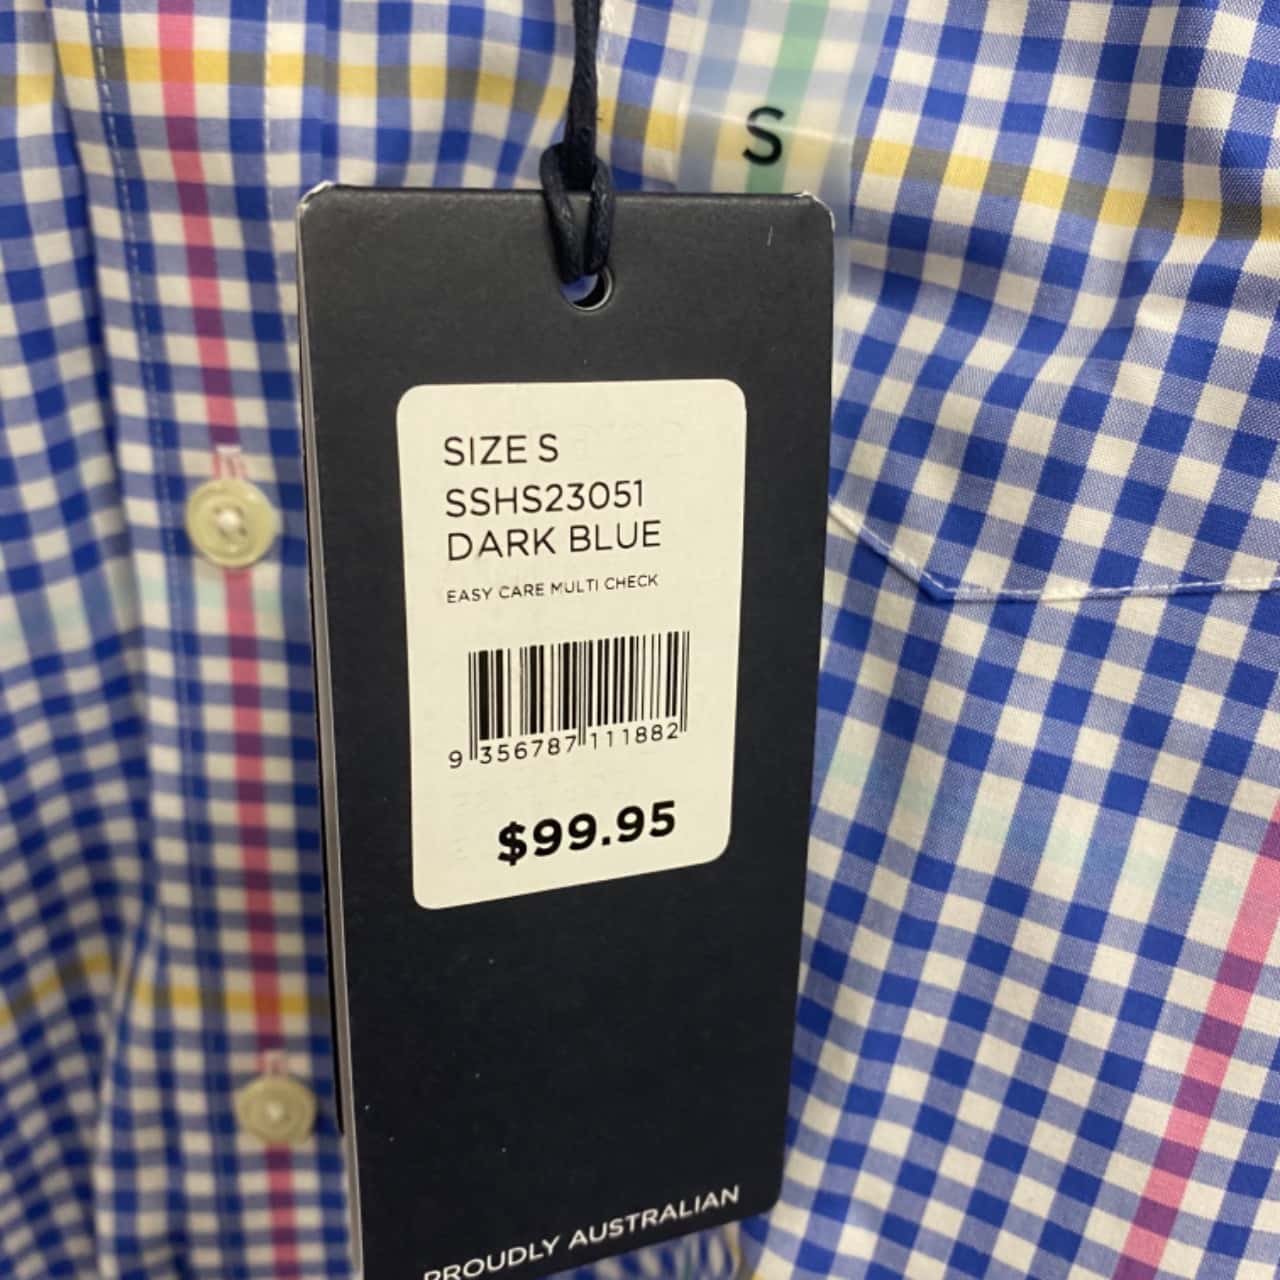 S
SIZE S
SSHS23051
DARK BLUE
EASY CARE MULTI CHECK
9 356787 111882
$99.95
PROUDLY AUSTRALIAN